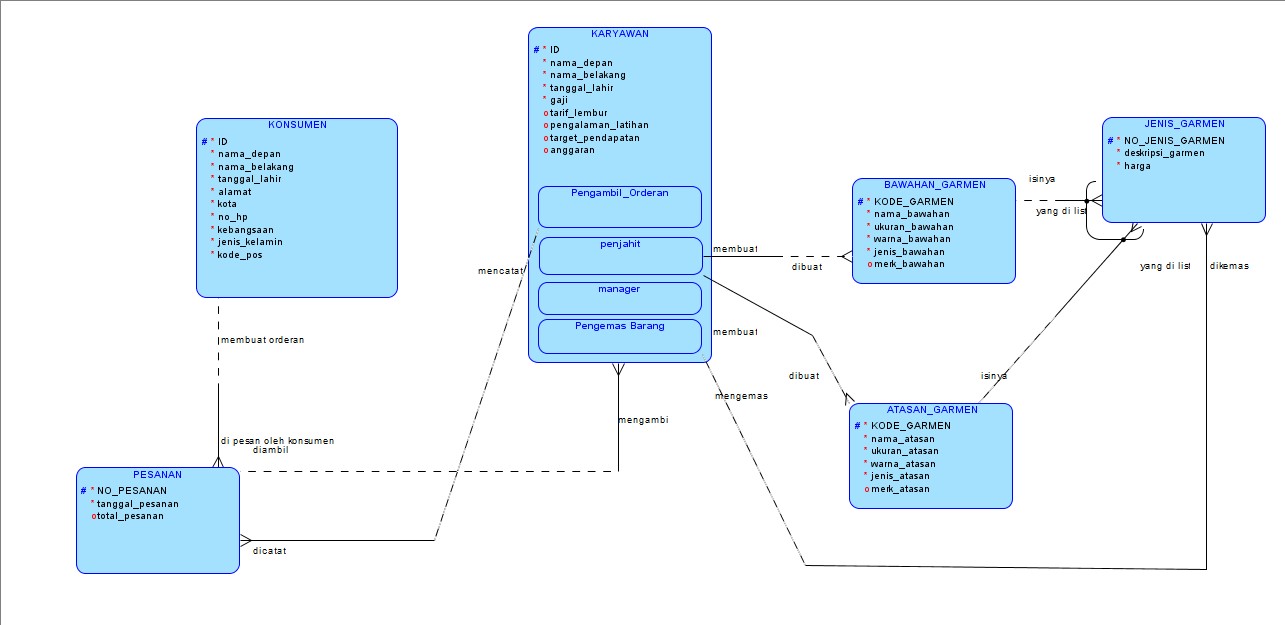 KARYAWAN
# * ID
* nama_depan
* nama_belakang
* tanggal_lahir
* gaji
o tarif_lembur
o pengalaman_latihan
o target_pendapatan
o anggaran
Pengambil_Orderan
penjahit
manager
Pengemas Barang
KONSUMEN
# * ID
* nama_depan
* nama_belakang
* tanggal_lahir
* alamat
* kota
* no_hp
* kebangsaan
* jenis_kelamin
* kode_pos
JENIS_GARMEN
# * NO_JENIS_GARMEN
* deskripsi_garmen
* harga
BAWAHAN_GARMEN
# * KODE_GARMEN
* nama_bawahan
* ukuran_bawahan
* warna_bawahan
* jenis_bawahan
o merk_bawahan
isinya
yang di list
mencatat
membuat
dibuat
yang di list
dikemas
membuat orderan
membuat
dibuat
isinya
mengemas
mengambi
ATASAN_GARMEN
# * KODE_GARMEN
* nama_atasan
* ukuran_atasan
* warna_atasan
* jenis_atasan
o merk_atasan
di pesan oleh konsumen
diambil
PESANAN
# * NO_PESANAN
* tanggal_pesanan
o total_pesanan
dicatat